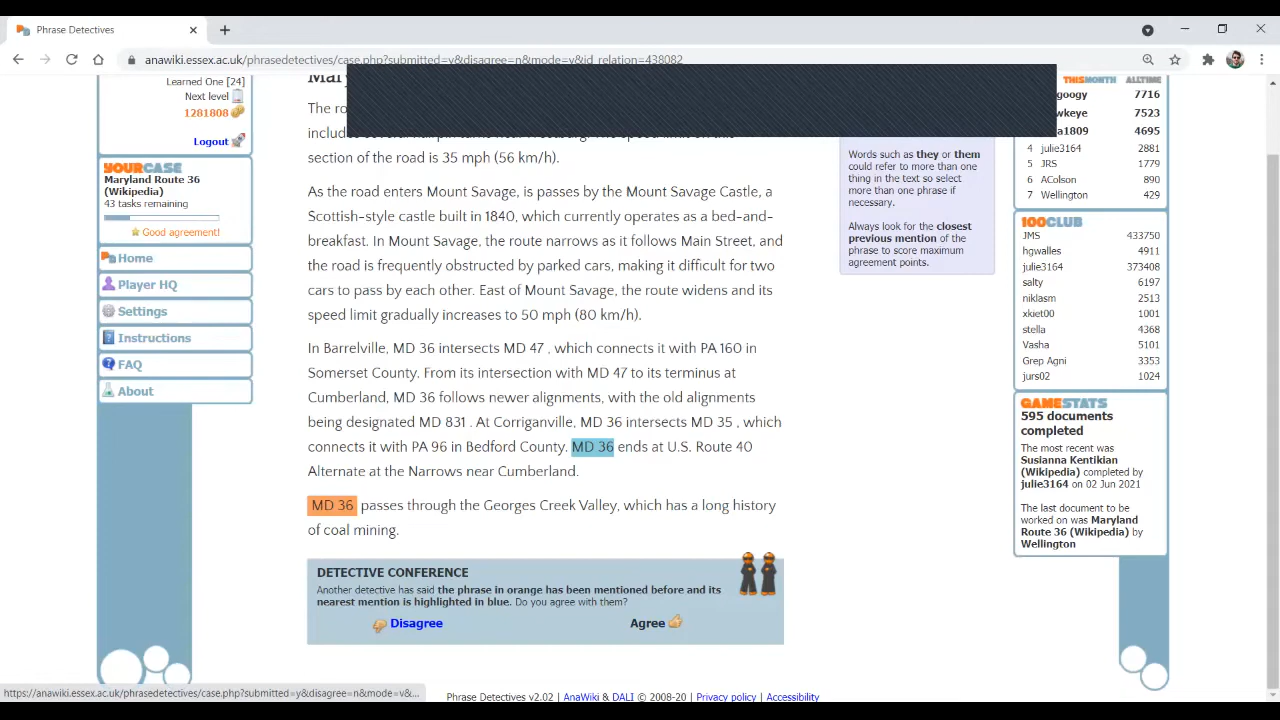 Phrase Detectives
anawiki.essex.ac.uk/phrasedetectives/case.php?submitted=y&disagree=n&mode=v&id_relation=438082
Learned One [24]
Next level
1281808
Logout
YOURCASE
Maryland Route 36
(Wikipedia)
43 tasks remaining
Good agreement!
Home
Player HQ
Settings
Instructions
FAQ
About
The
section of the road is 35 mph (56 km/h).
As the road enters Mount Savage, is passes by the Mount Savage Castle, a
Scottish-style castle built in 1840, which currently operates as a bed-and-
breakfast. In Mount Savage, the route narrows as it follows Main Street, and
the road is frequently obstructed by parked cars, making it difficult for two
cars to pass by each other. East of Mount Savage, the route widens and its
speed limit gradually increases to 50 mph (80 km/h).
In Barrelville, MD 36 intersects MD 47 , which connects it with PA 160 in
Somerset County. From its intersection with MD 47 to its terminus at
Cumberland, MD 36 follows newer alignments, with the old alignments
being designated MD 831 . At Corriganville, MD 36 intersects MD 35 , which
connects it with PA 96 in Bedford County. MD 36 ends at U.S. Route 40
Alternate at the Narrows near Cumberland.
MD 36 passes through the Georges Creek Valley, which has a long history
of coal mining.
DETECTIVE CONFERENCE
Another detective has said the phrase in orange has been mentioned before and its
nearest mention is highlighted in blue. Do you agree with them?
Disagree
Agree
Words such as they or them
could refer to more than one
thing in the text so select
more than one phrase if
necessary.
Always look for the closest
previous mention of the
phrase to score maximum
agreement points.
THISMONTH ALLTIME
googy 7716
7523
4695
4 julie3164 2881
5 JRS 1779
6 AColson 890
7 Wellington 429
100CLUB
JMS 433750
hgwalles 4911
julie3164 373408
salty 6197
niklasm 2513
xkiet00 1001
stella 4368
Vasha 5101
Grep Agni 3353
jurs02 1024
GAMESTATS
595 documents
completed
The most recent was
Susianna Kentikian
(Wikipedia) completed by
julie3164 on 02 Jun 2021
The last document to be
worked on was Maryland
Route 36 (Wikipedia) by
Wellington
https://anawiki.essex.ac.uk/phrasedetectives/case.php?submitted=y&disagree=n&mode=v&...
Phrase Detectives v2.02 | AnaWiki & DALI © 2008-20 | Privacy policy | Accessibility